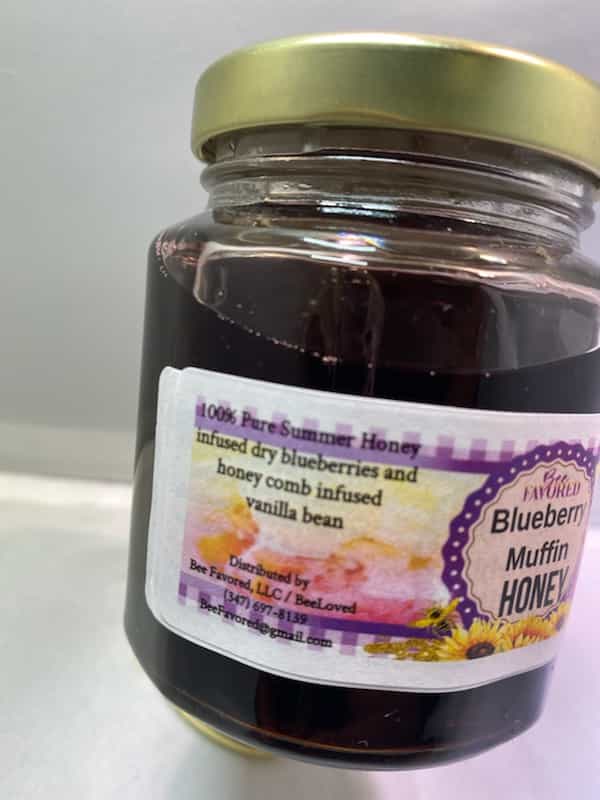 100% Pure Summer Honey
infused dry blueberries and
honey comb infused
vanilla bean
Distributed by
Bee Favored, LLC / BeeLoved
(347) 697-8139
BeeFavored@gmail.com
Bee
FAVORED
Blueberry
Muffin
HONEY